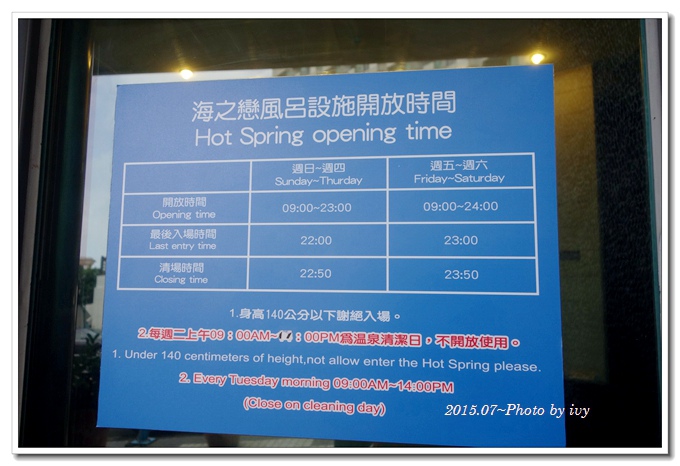 海之戀風呂設施開放時間
Hot Spring opening time
週日~週四 週五~週六
Sunday~Thurday Friday~Saturday
開放時間 09:00~23:00 09:00~24:00
Opening time
最後入場時間 22:00 23:00
Last entry time
清場時間 22:50 23:50
Closing time
1.身高140公分以下謝絕入場。
2.每週二上午09：00AM~：00PM為溫泉清潔日，不開放使用。
1. Under 140 centimeters of height,not allow enter the Hot Spring please.
2. Every Tuesday morning 09:00AM~14:00PM
(Close on cleaning day)
2015.07~Photo by ivy